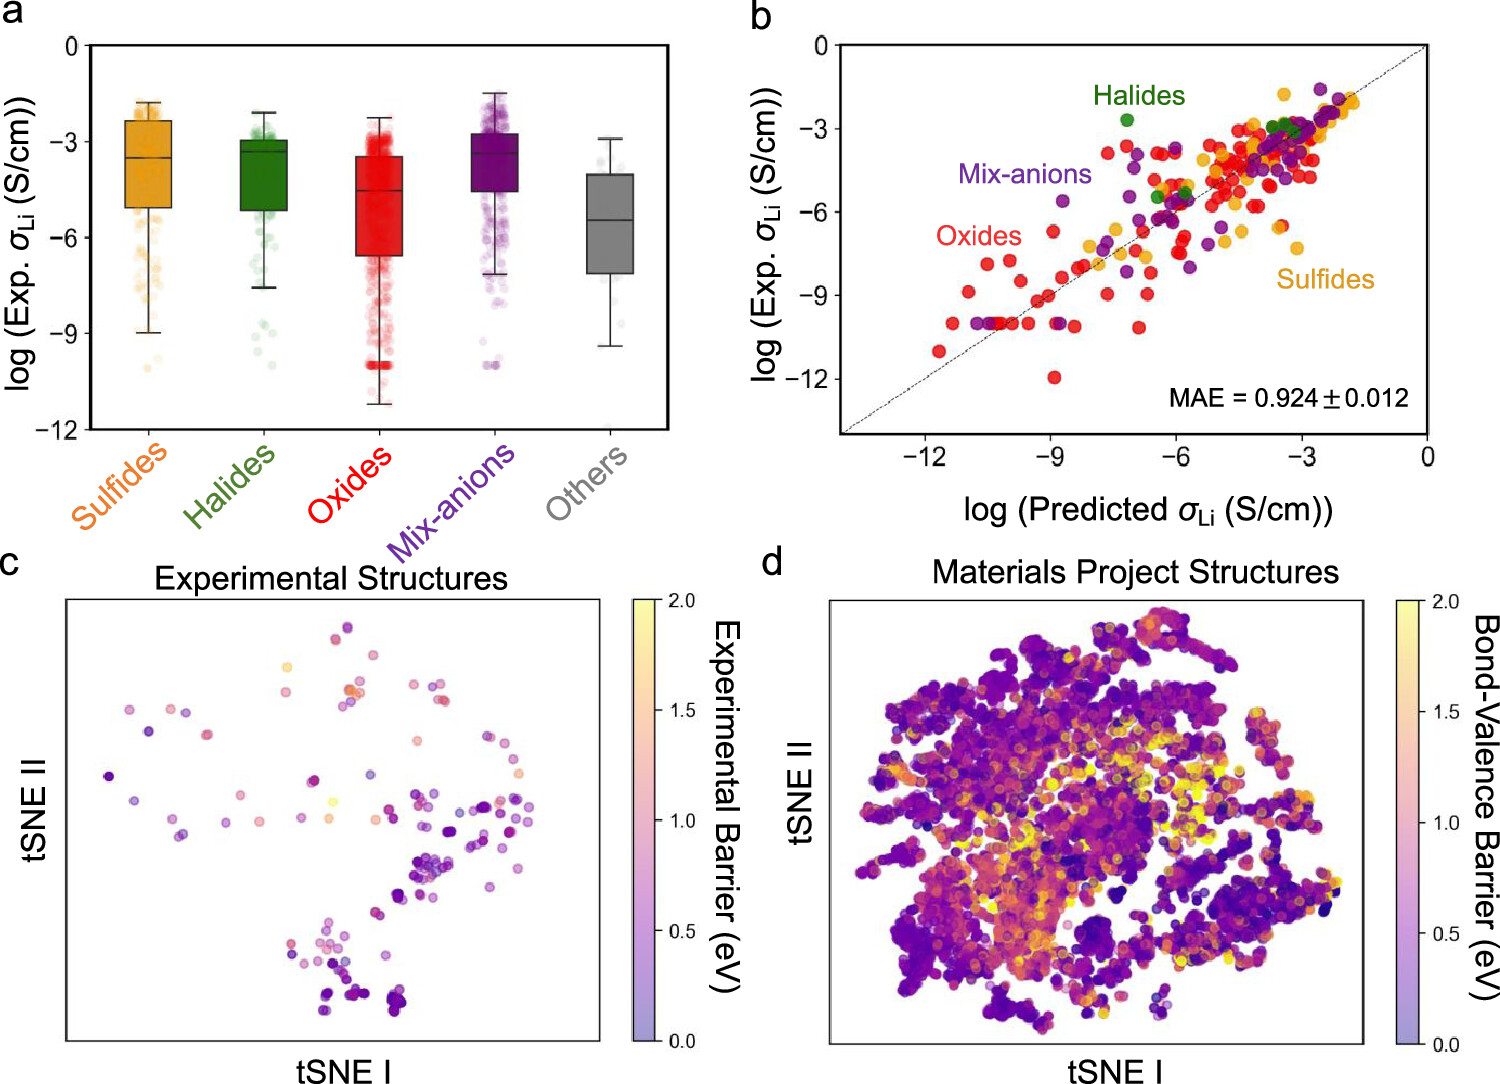 a
log (Exp. σLi (S/cm))
0
−3
−6
−9
−12
Sulfides
Halides
Oxides
Mix-anions
Others
b
log (Exp. σLi (S/cm))
0
−3
−6
−9
−12
Halides
Mix-anions
Oxides
Sulfides
MAE = 0.924 ± 0.012
−12 −9 −6 −3 0
log (Predicted σLi (S/cm))
c
Experimental Structures
tSNE II
tSNE I
2.0
1.5
1.0
0.5
0.0
Experimental Barrier (eV)
d
Materials Project Structures
tSNE II
tSNE I
2.0
1.5
1.0
0.5
0.0
Bond-Valence Barrier (eV)